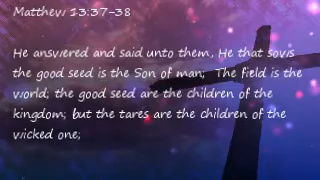 Matthew 13:37-38
He answered and said unto them, He that sows
the good seed is the Son of man; The field is the
world; the good seed are the children of the
kingdom; but the tares are the children of the
wicked one;